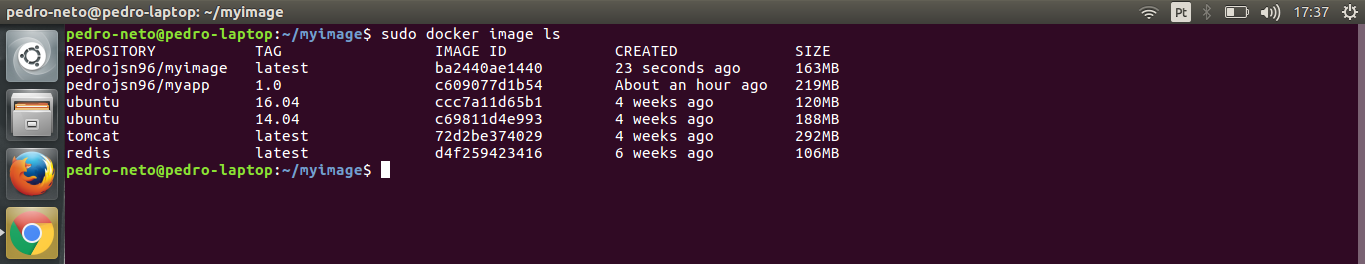 pedro-neto@pedro-laptop: ~/myimage Pt 17:37
pedro-neto@pedro-laptop:~/myimage$ sudo docker image ls
REPOSITORY TAG IMAGE ID CREATED SIZE
pedrojsn96/myimage latest ba2440ae1440 23 seconds ago 163MB
pedrojsn96/myapp 1.0 c609077d1b54 About an hour ago 219MB
ubuntu 16.04 ccc7a11d65b1 4 weeks ago 120MB
ubuntu 14.04 c69811d4e993 4 weeks ago 188MB
tomcat latest 72d2be374029 4 weeks ago 292MB
redis latest d4f259423416 6 weeks ago 106MB
pedro-neto@pedro-laptop:~/myimage$